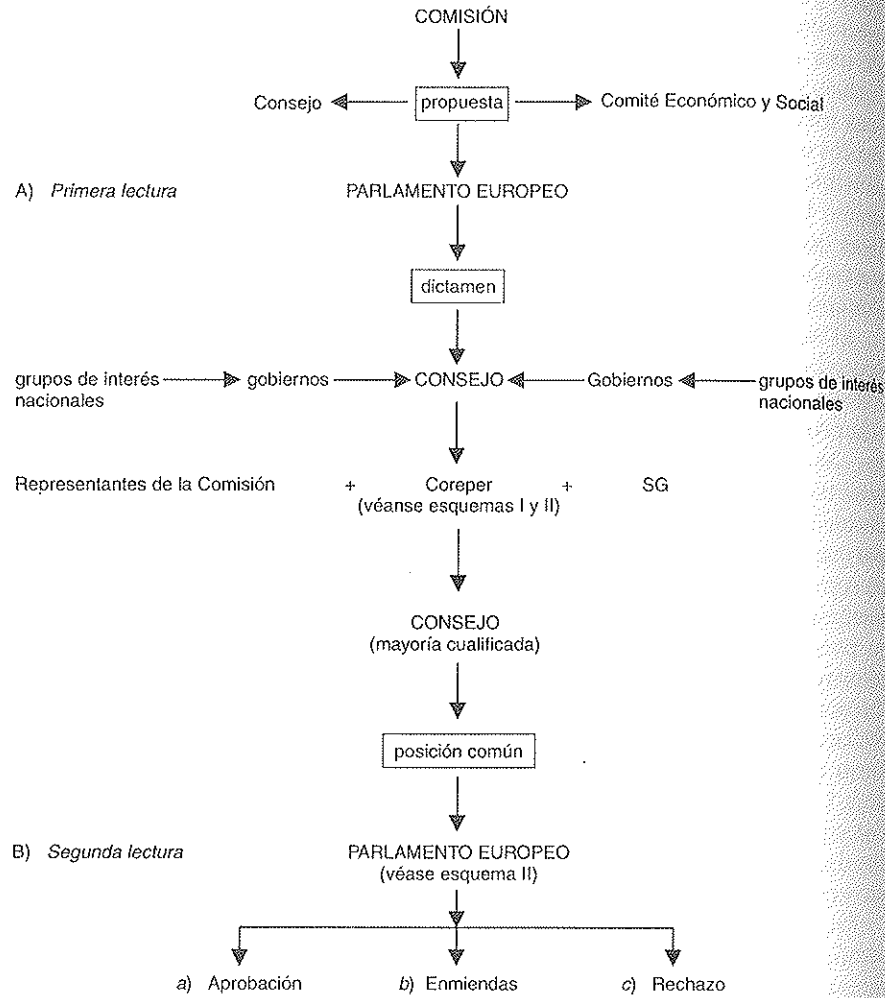 COMISIÓN
Consejo propuesta Comité Económico y Social
A) Primera lectura PARLAMENTO EUROPEO
dictamen
grupos de interés nacionales gobiernos CONSEJO Gobiernos grupos de interés nacionales
Representantes de la Comisión + Coreper + SG
(véanse esquemas I y II)
CONSEJO
(mayoría cualificada)
posición común
B) Segunda lectura PARLAMENTO EUROPEO
(véase esquema II)
a) Aprobación b) Enmiendas c) Rechazo